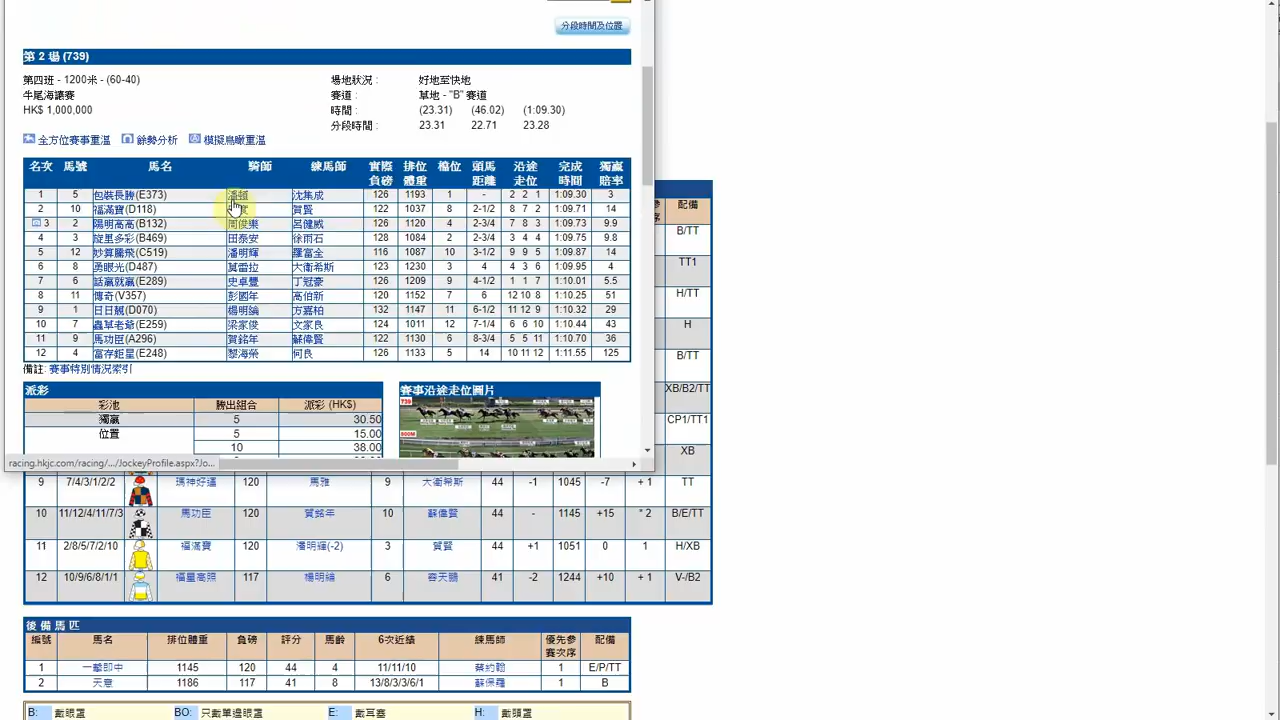 分段時間及位置
第 2 場 (739)
第四班 - 1200米 - (60-40) 場地狀況 : 好地至快地
牛尾海讓賽 賽道 : 草地 - "B" 賽道
HK$ 1,000,000 時間 : (23.31) (46.02) (1:09.30)
分段時間 : 23.31 22.71 23.28
全方位賽事重溫 餘勢分析 模擬鳥瞰重溫
名次 馬號 馬名 騎師 練馬師 實際負磅 排位體重 檔位 頭馬距離 沿途走位 完成時間 獨贏賠率
1 5 包裝長勝(E373) 潘頓 沈集成 126 1193 1 - 2 2 1 1:09.30 3
2 10 福滿寶(D118) 賀賢 122 1037 8 2-1/2 8 7 2 1:09.71 14
3 2 陽明高高(B132) 周俊樂 呂健威 126 1120 4 2-3/4 7 8 3 1:09.73 9.9
4 3 旋里多彩(B469) 田泰安 徐雨石 128 1084 2 2-3/4 3 4 4 1:09.75 9.8
5 12 妙算騰飛(C519) 潘明輝 羅富全 116 1087 10 3-1/2 9 9 5 1:09.87 14
6 8 勇眼光(D487) 莫雷拉 大衛希斯 123 1230 3 4 4 3 6 1:09.95 4
7 6 話贏就贏(E289) 史卓豐 丁冠豪 126 1209 9 4-1/2 1 1 7 1:10.01 5.5
8 11 傳奇(V357) 彭國年 高伯新 120 1152 7 6 12 10 8 1:10.25 51
9 1 日日靚(D070) 楊明綸 方嘉柏 132 1147 11 6-1/2 11 12 9 1:10.32 29
10 7 蟲草老爺(E259) 梁家俊 文家良 124 1011 12 7-1/4 6 6 10 1:10.44 43
11 9 馬功臣(A296) 賀銘年 蘇偉賢 122 1130 6 8-3/4 5 5 11 1:10.70 36
12 4 富存鉅星(E248) 黎海榮 何良 126 1133 5 14 10 11 12 1:11.55 125
備註: 賽事特別情況索引
派彩
彩池 勝出組合 派彩 (HK$)
獨贏 5 30.50
位置 5 15.00
10 38.00
賽事沿途走位圖片
racing.hkjc.com/racing/.../JockeyProfile.aspx?Jo...
配備
B/TT
TT1
H/TT
H
B/TT
XB/B2/TT
CP1/TT1
XB
9 7/4/3/1/2/2 瑪神好運 120 馬雅 9 大衛希斯 44 -1 1045 -7 + 1 TT
10 11/12/4/11/7/3 馬功臣 120 賀銘年 10 蘇偉賢 44 - 1145 +15 * 2 B/E/TT
11 2/8/5/7/2/10 福滿寶 120 潘明輝(-2) 3 賀賢 44 +1 1051 0 1 H/XB
12 10/9/6/8/1/1 福星高照 117 楊明綸 6 容天鵬 41 -2 1244 +10 + 1 V-/B2
後 備 馬 匹
編號 馬名 排位體重 負磅 評分 馬齡 6次近績 練馬師 優先參賽次序 配備
1 一擊即中 1145 120 44 4 11/11/10 蔡約翰 1 E/P/TT
2 天意 1186 117 41 8 13/8/3/3/6/1 蘇保羅 1 B
B: 戴眼罩 BO: 只戴單邊眼罩 E: 戴耳塞 H: 戴頭罩